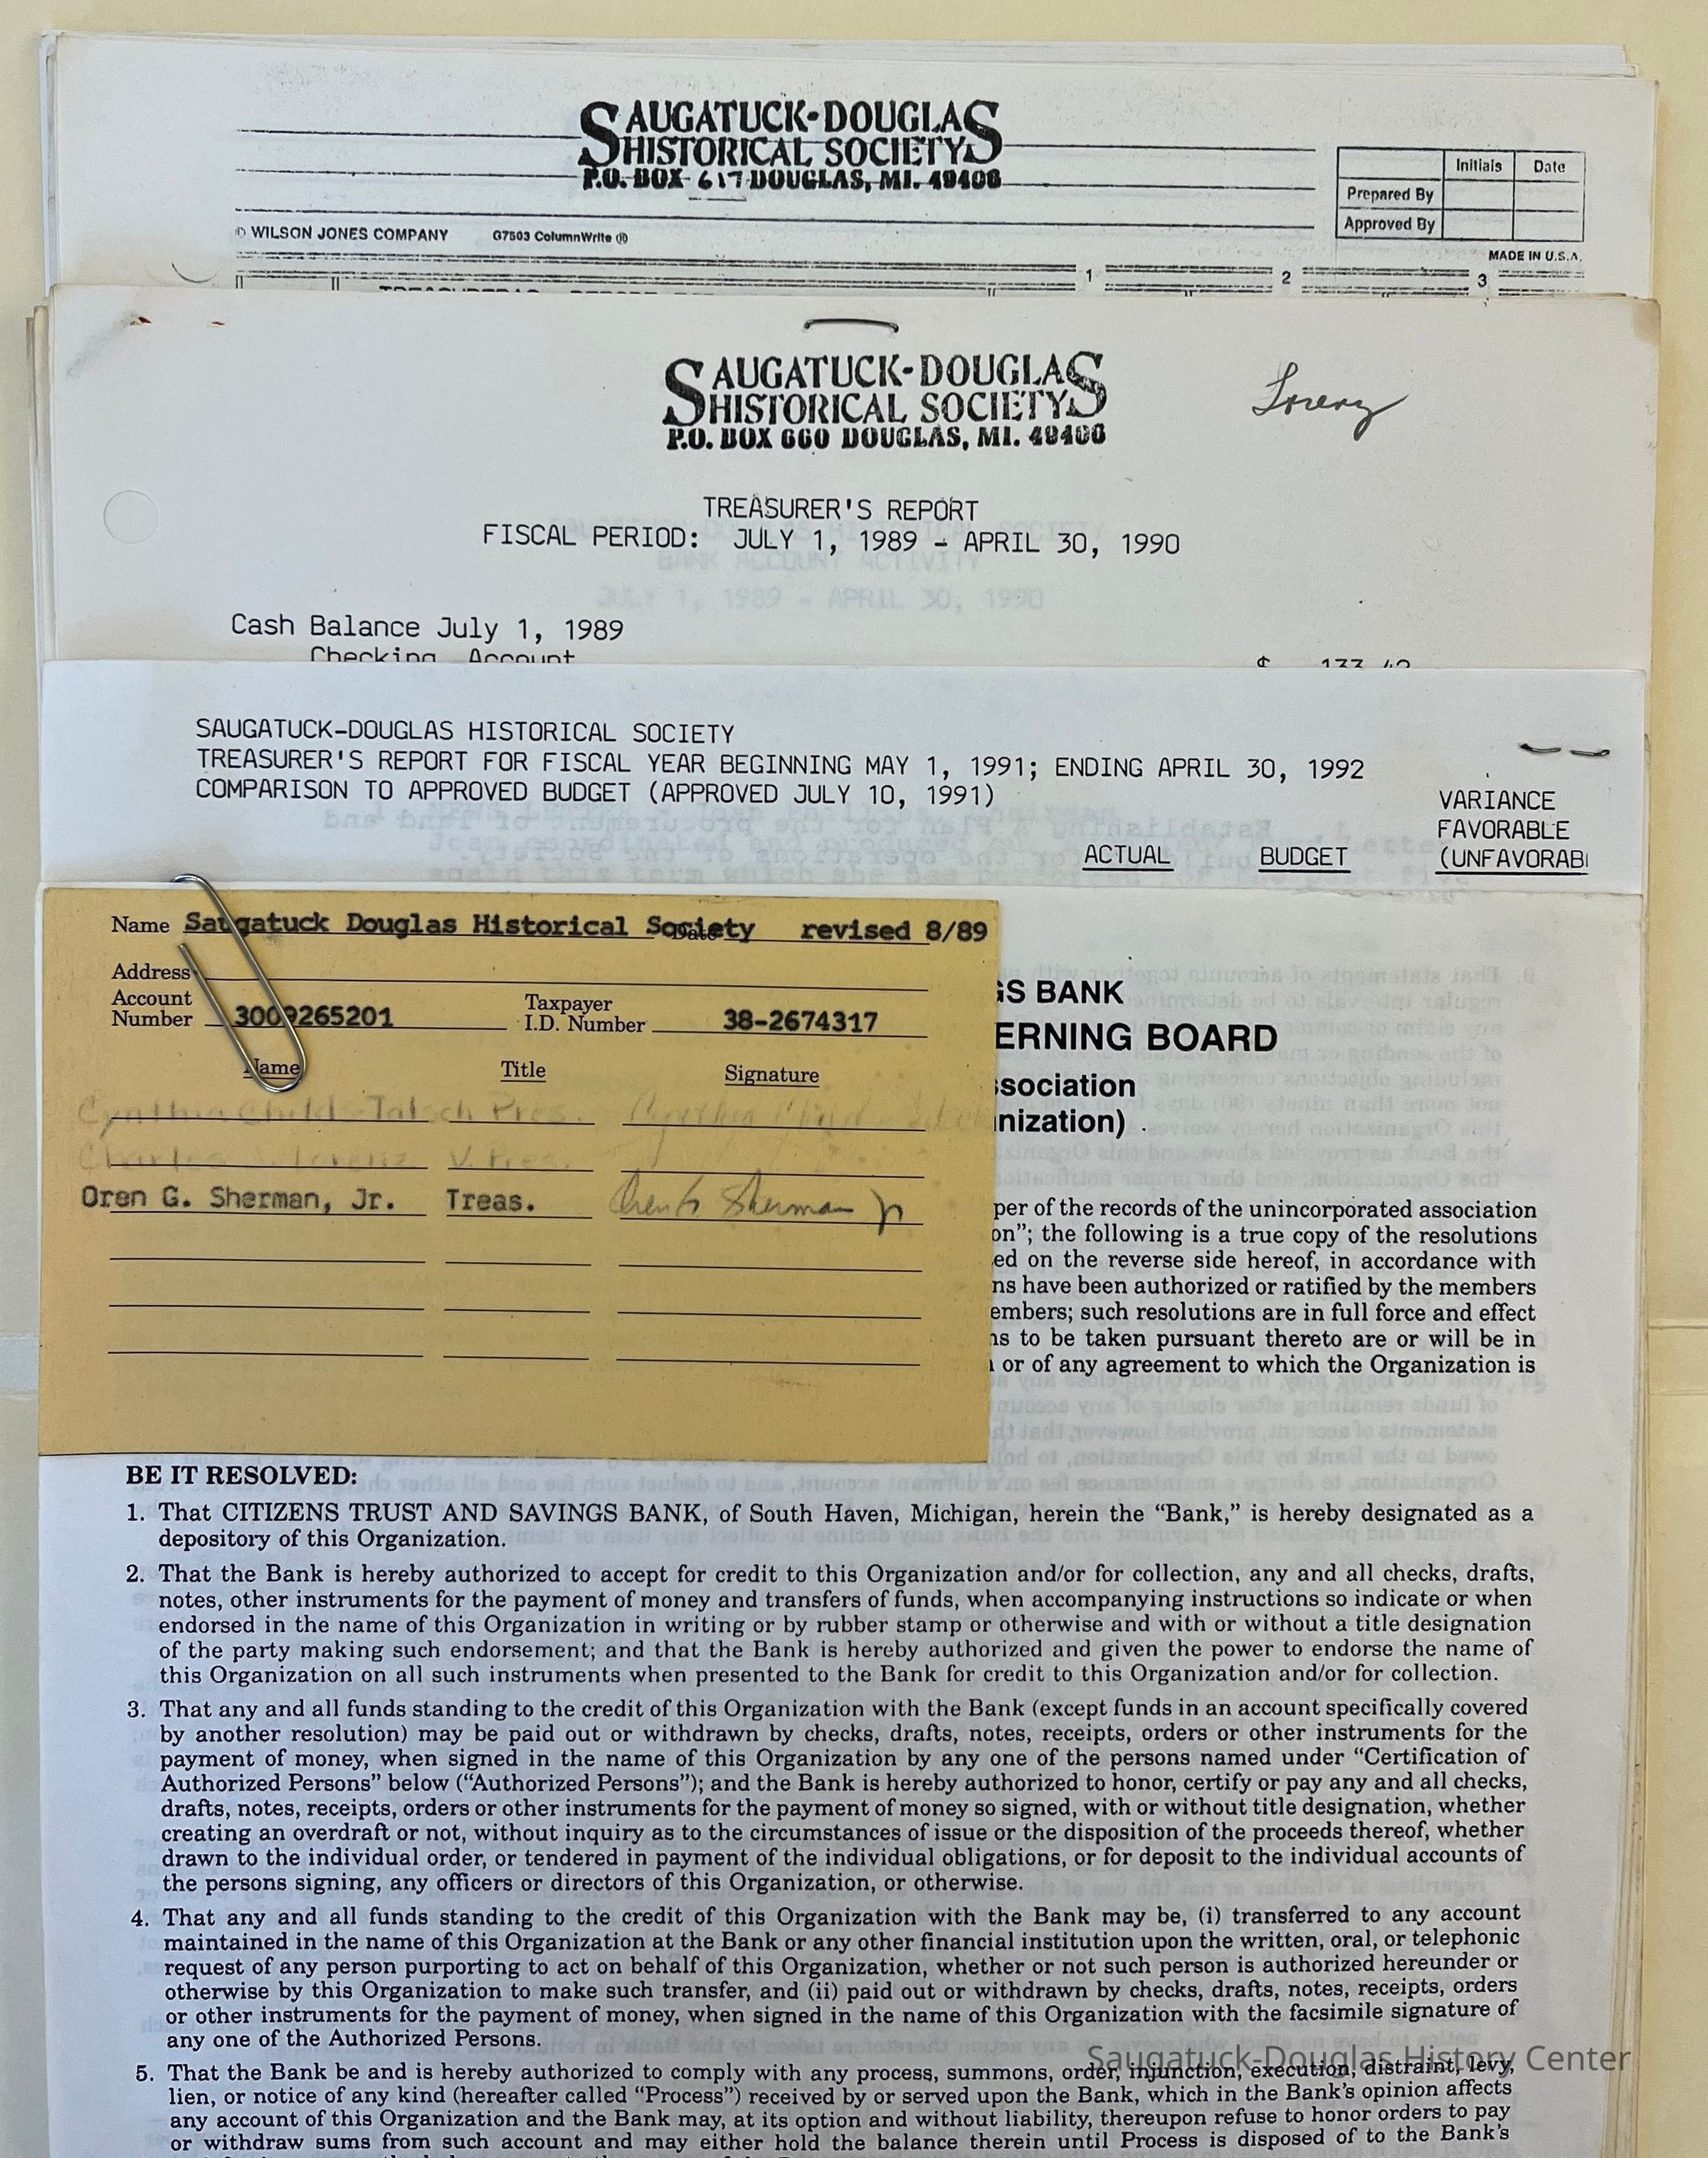 SAUGATUCK-DOUGLAS
HISTORICAL SOCIETY
P.O. BOX 617 DOUGLAS, MI. 49406
Initials Date
Prepared By
Approved By
© WILSON JONES COMPANY G7503 ColumnWrite ®
MADE IN U.S.A.
1 2 3
SAUGATUCK-DOUGLAS
HISTORICAL SOCIETY
P.O. BOX 660 DOUGLAS, MI. 49406
Lorenz
TREASURER'S REPORT
FISCAL PERIOD: JULY 1, 1989 - APRIL 30, 1990
BANK ACCOUNT ACTIVITY
JULY 1, 1989 - APRIL 30, 1990
Cash Balance July 1, 1989
Checking Account $ 133.42
SAUGATUCK-DOUGLAS HISTORICAL SOCIETY
TREASURER'S REPORT FOR FISCAL YEAR BEGINNING MAY 1, 1991; ENDING APRIL 30, 1992
COMPARISON TO APPROVED BUDGET (APPROVED JULY 10, 1991)
VARIANCE
FAVORABLE
ACTUAL BUDGET (UNFAVORABl
Name Saugatuck Douglas Historical Society revised 8/89
Date
Address
Account
Number 3009265201
Taxpayer
I.D. Number 38-2674317
Name Title Signature
Cynthia Child-Tatsch Pres.
Charles J. Lorenz V. Pres.
Oren G. Sherman, Jr. Treas. Oren G Sherman Jr
GS BANK
ERNING BOARD
ssociation
nization)
per of the records of the unincorporated association
on”; the following is a true copy of the resolutions
ed on the reverse side hereof, in accordance with
ns have been authorized or ratified by the members
embers; such resolutions are in full force and effect
ns to be taken pursuant thereto are or will be in
or of any agreement to which the Organization is
BE IT RESOLVED:
1. That CITIZENS TRUST AND SAVINGS BANK, of South Haven, Michigan, herein the “Bank,” is hereby designated as a
depository of this Organization.
2. That the Bank is hereby authorized to accept for credit to this Organization and/or for collection, any and all checks, drafts,
notes, other instruments for the payment of money and transfers of funds, when accompanying instructions so indicate or when
endorsed in the name of this Organization in writing or by rubber stamp or otherwise and with or without a title designation
of the party making such endorsement; and that the Bank is hereby authorized and given the power to endorse the name of
this Organization on all such instruments when presented to the Bank for credit to this Organization and/or for collection.
3. That any and all funds standing to the credit of this Organization with the Bank (except funds in an account specifically covered
by another resolution) may be paid out or withdrawn by checks, drafts, notes, receipts, orders or other instruments for the
payment of money, when signed in the name of this Organization by any one of the persons named under “Certification of
Authorized Persons” below (“Authorized Persons”); and the Bank is hereby authorized to honor, certify or pay any and all checks,
drafts, notes, receipts, orders or other instruments for the payment of money so signed, with or without title designation, whether
creating an overdraft or not, without inquiry as to the circumstances of issue or the disposition of the proceeds thereof, whether
drawn to the individual order, or tendered in payment of the individual obligations, or for deposit to the individual accounts of
the persons signing, any officers or directors of this Organization, or otherwise.
4. That any and all funds standing to the credit of this Organization with the Bank may be, (i) transferred to any account
maintained in the name of this Organization at the Bank or any other financial institution upon the written, oral, or telephonic
request of any person purporting to act on behalf of this Organization, whether or not such person is authorized hereunder or
otherwise by this Organization to make such transfer, and (ii) paid out or withdrawn by checks, drafts, notes, receipts, orders
or other instruments for the payment of money, when signed in the name of this Organization with the facsimile signature of
any one of the Authorized Persons.
Saugatuck-Douglas History Center
5. That the Bank be and is hereby authorized to comply with any process, summons, order, injunction, execution, distraint, levy,
lien, or notice of any kind (hereafter called “Process”) received by or served upon the Bank, which in the Bank’s opinion affects
any account of this Organization and the Bank may, at its option and without liability, thereupon refuse to honor orders to pay
or withdraw sums from such account and may either hold the balance therein until Process is disposed of to the Bank’s